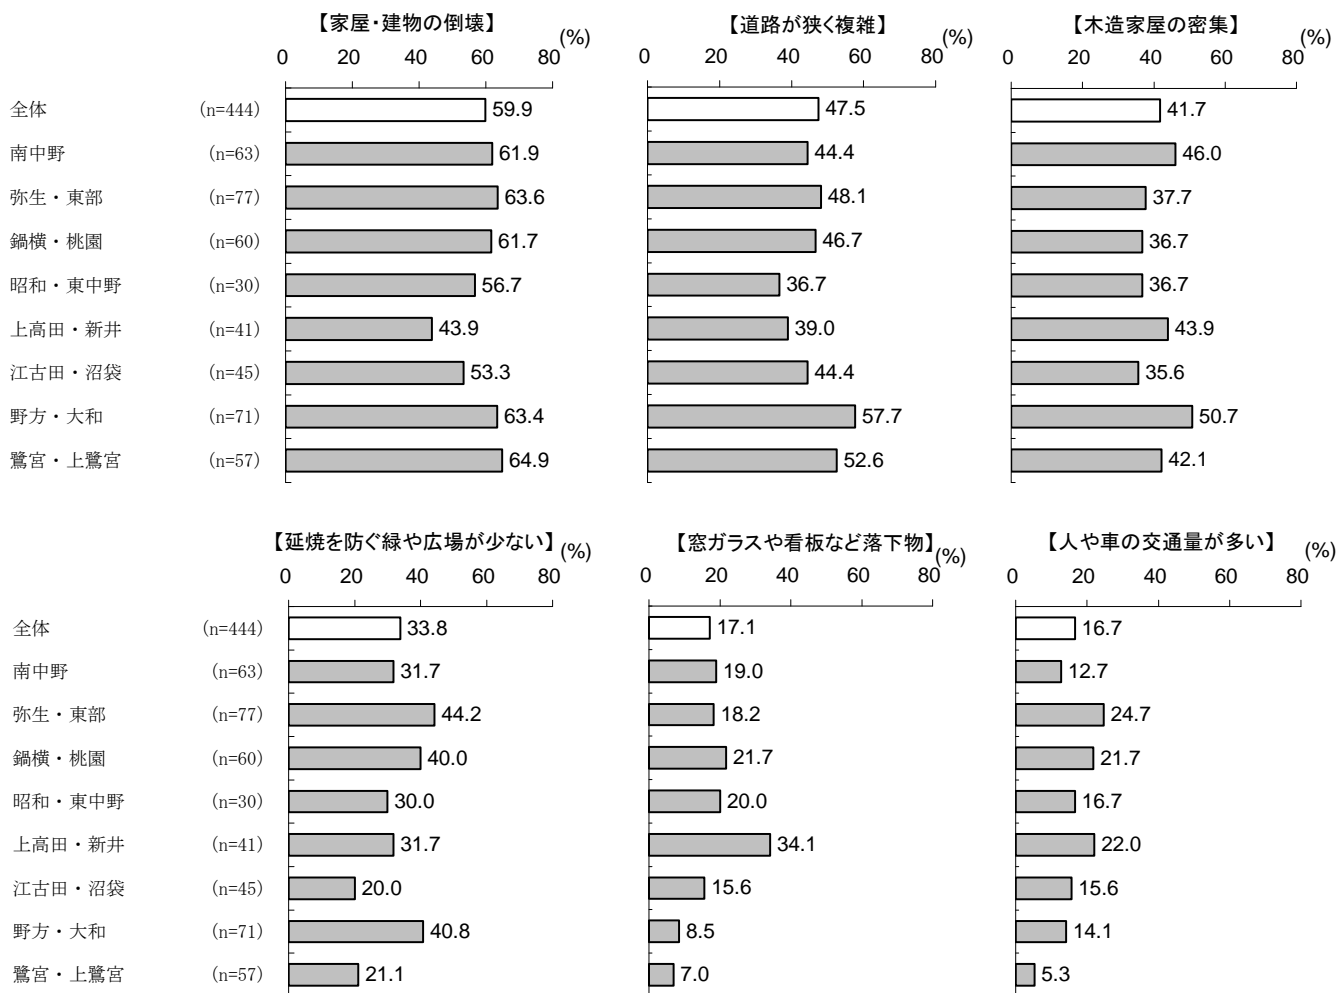 【家屋・建物の倒壊】 【道路が狭く複雑】 【木造家屋の密集】
0 20 40 60 80 (%) 0 20 40 60 80 (%) 0 20 40 60 80 (%)
全体 (n=444) 59.9 47.5 41.7
南中野 (n=63) 61.9 44.4 46.0
弥生・東部 (n=77) 63.6 48.1 37.7
鍋横・桃園 (n=60) 61.7 46.7 36.7
昭和・東中野 (n=30) 56.7 36.7 36.7
上高田・新井 (n=41) 43.9 39.0 43.9
江古田・沼袋 (n=45) 53.3 44.4 35.6
野方・大和 (n=71) 63.4 57.7 50.7
鷺宮・上鷺宮 (n=57) 64.9 52.6 42.1
【延焼を防ぐ緑や広場が少ない】 【窓ガラスや看板など落下物】 【人や車の交通量が多い】
0 20 40 60 80 (%) 0 20 40 60 80 (%) 0 20 40 60 80 (%)
全体 (n=444) 33.8 17.1 16.7
南中野 (n=63) 31.7 19.0 12.7
弥生・東部 (n=77) 44.2 18.2 24.7
鍋横・桃園 (n=60) 40.0 21.7 21.7
昭和・東中野 (n=30) 30.0 20.0 16.7
上高田・新井 (n=41) 31.7 34.1 22.0
江古田・沼袋 (n=45) 20.0 15.6 15.6
野方・大和 (n=71) 40.8 8.5 14.1
鷺宮・上鷺宮 (n=57) 21.1 7.0 5.3